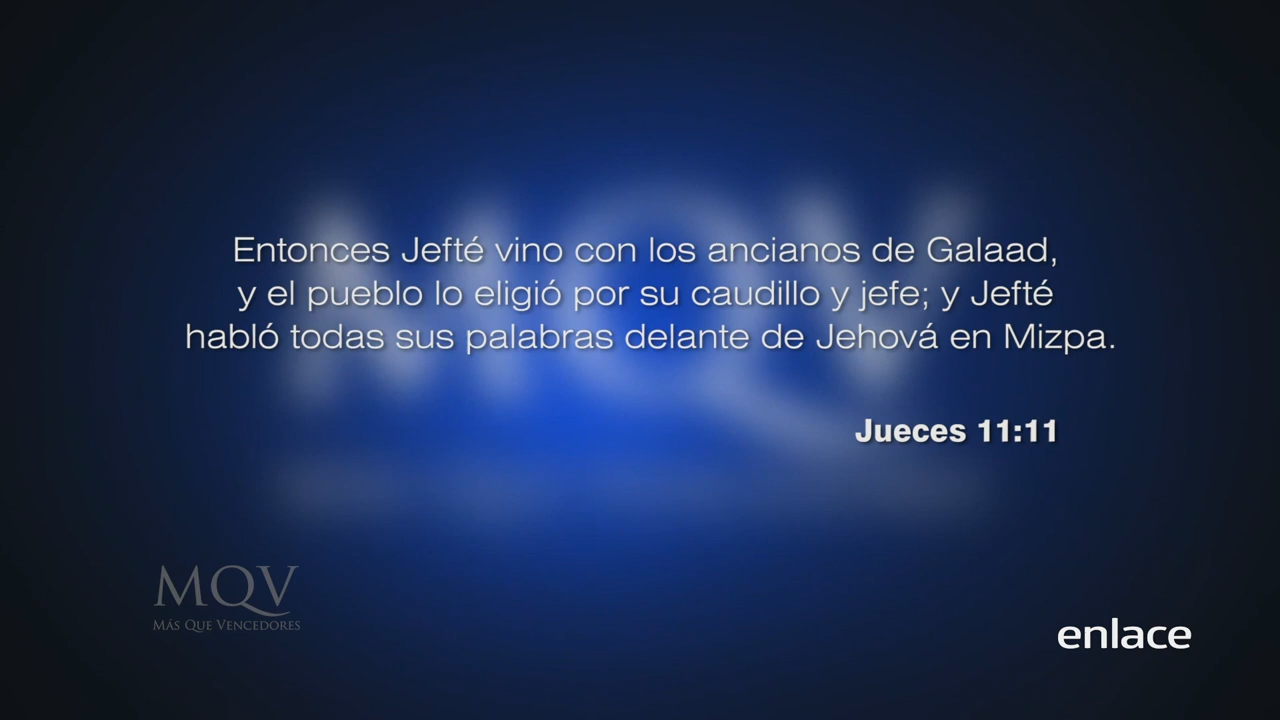 Entonces Jefté vino con los ancianos de Galaad,
y el pueblo lo eligió por su caudillo y jefe; y Jefté
habló todas sus palabras delante de Jehová en Mizpa.
Jueces 11:11
MQV
MÁS QUE VENCEDORES
enlace